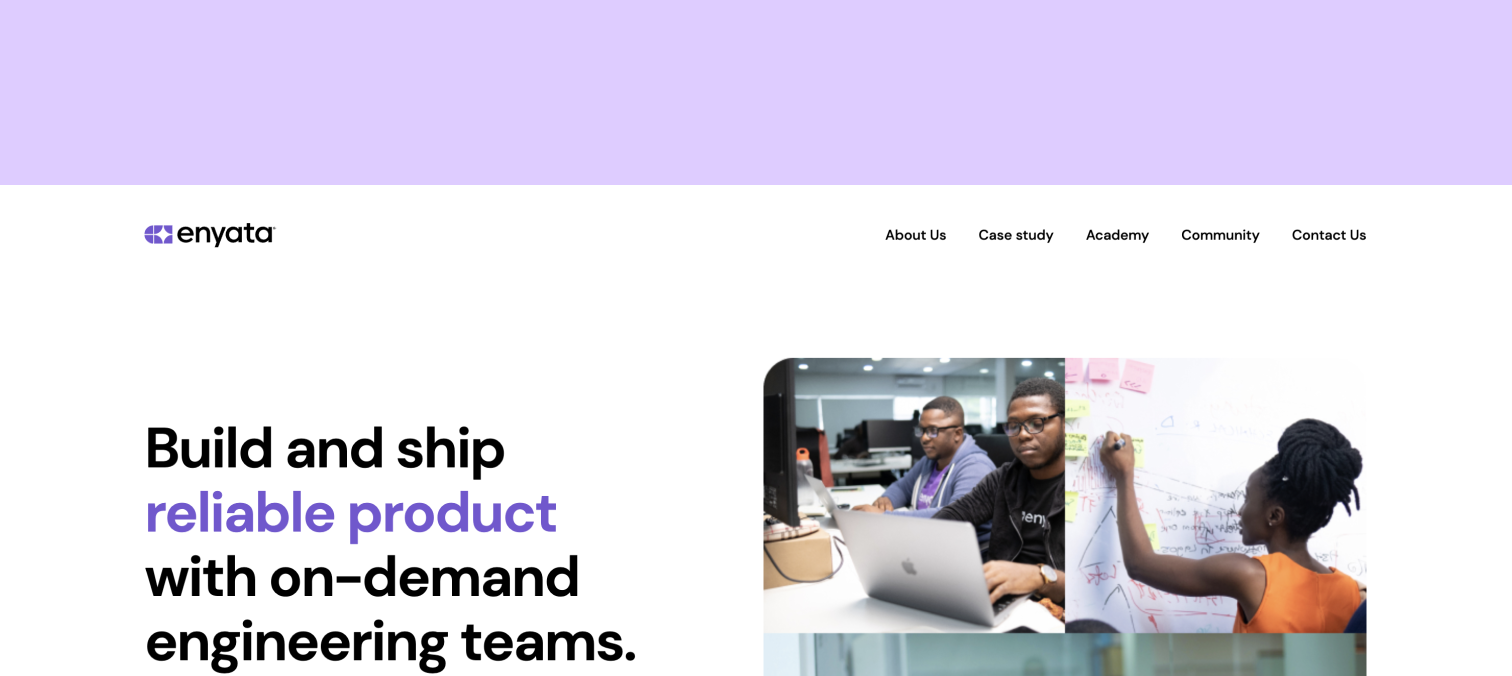 enyata
About Us Case study Academy Community Contact Us
Build and ship
reliable product
with on-demand
engineering teams.
eny